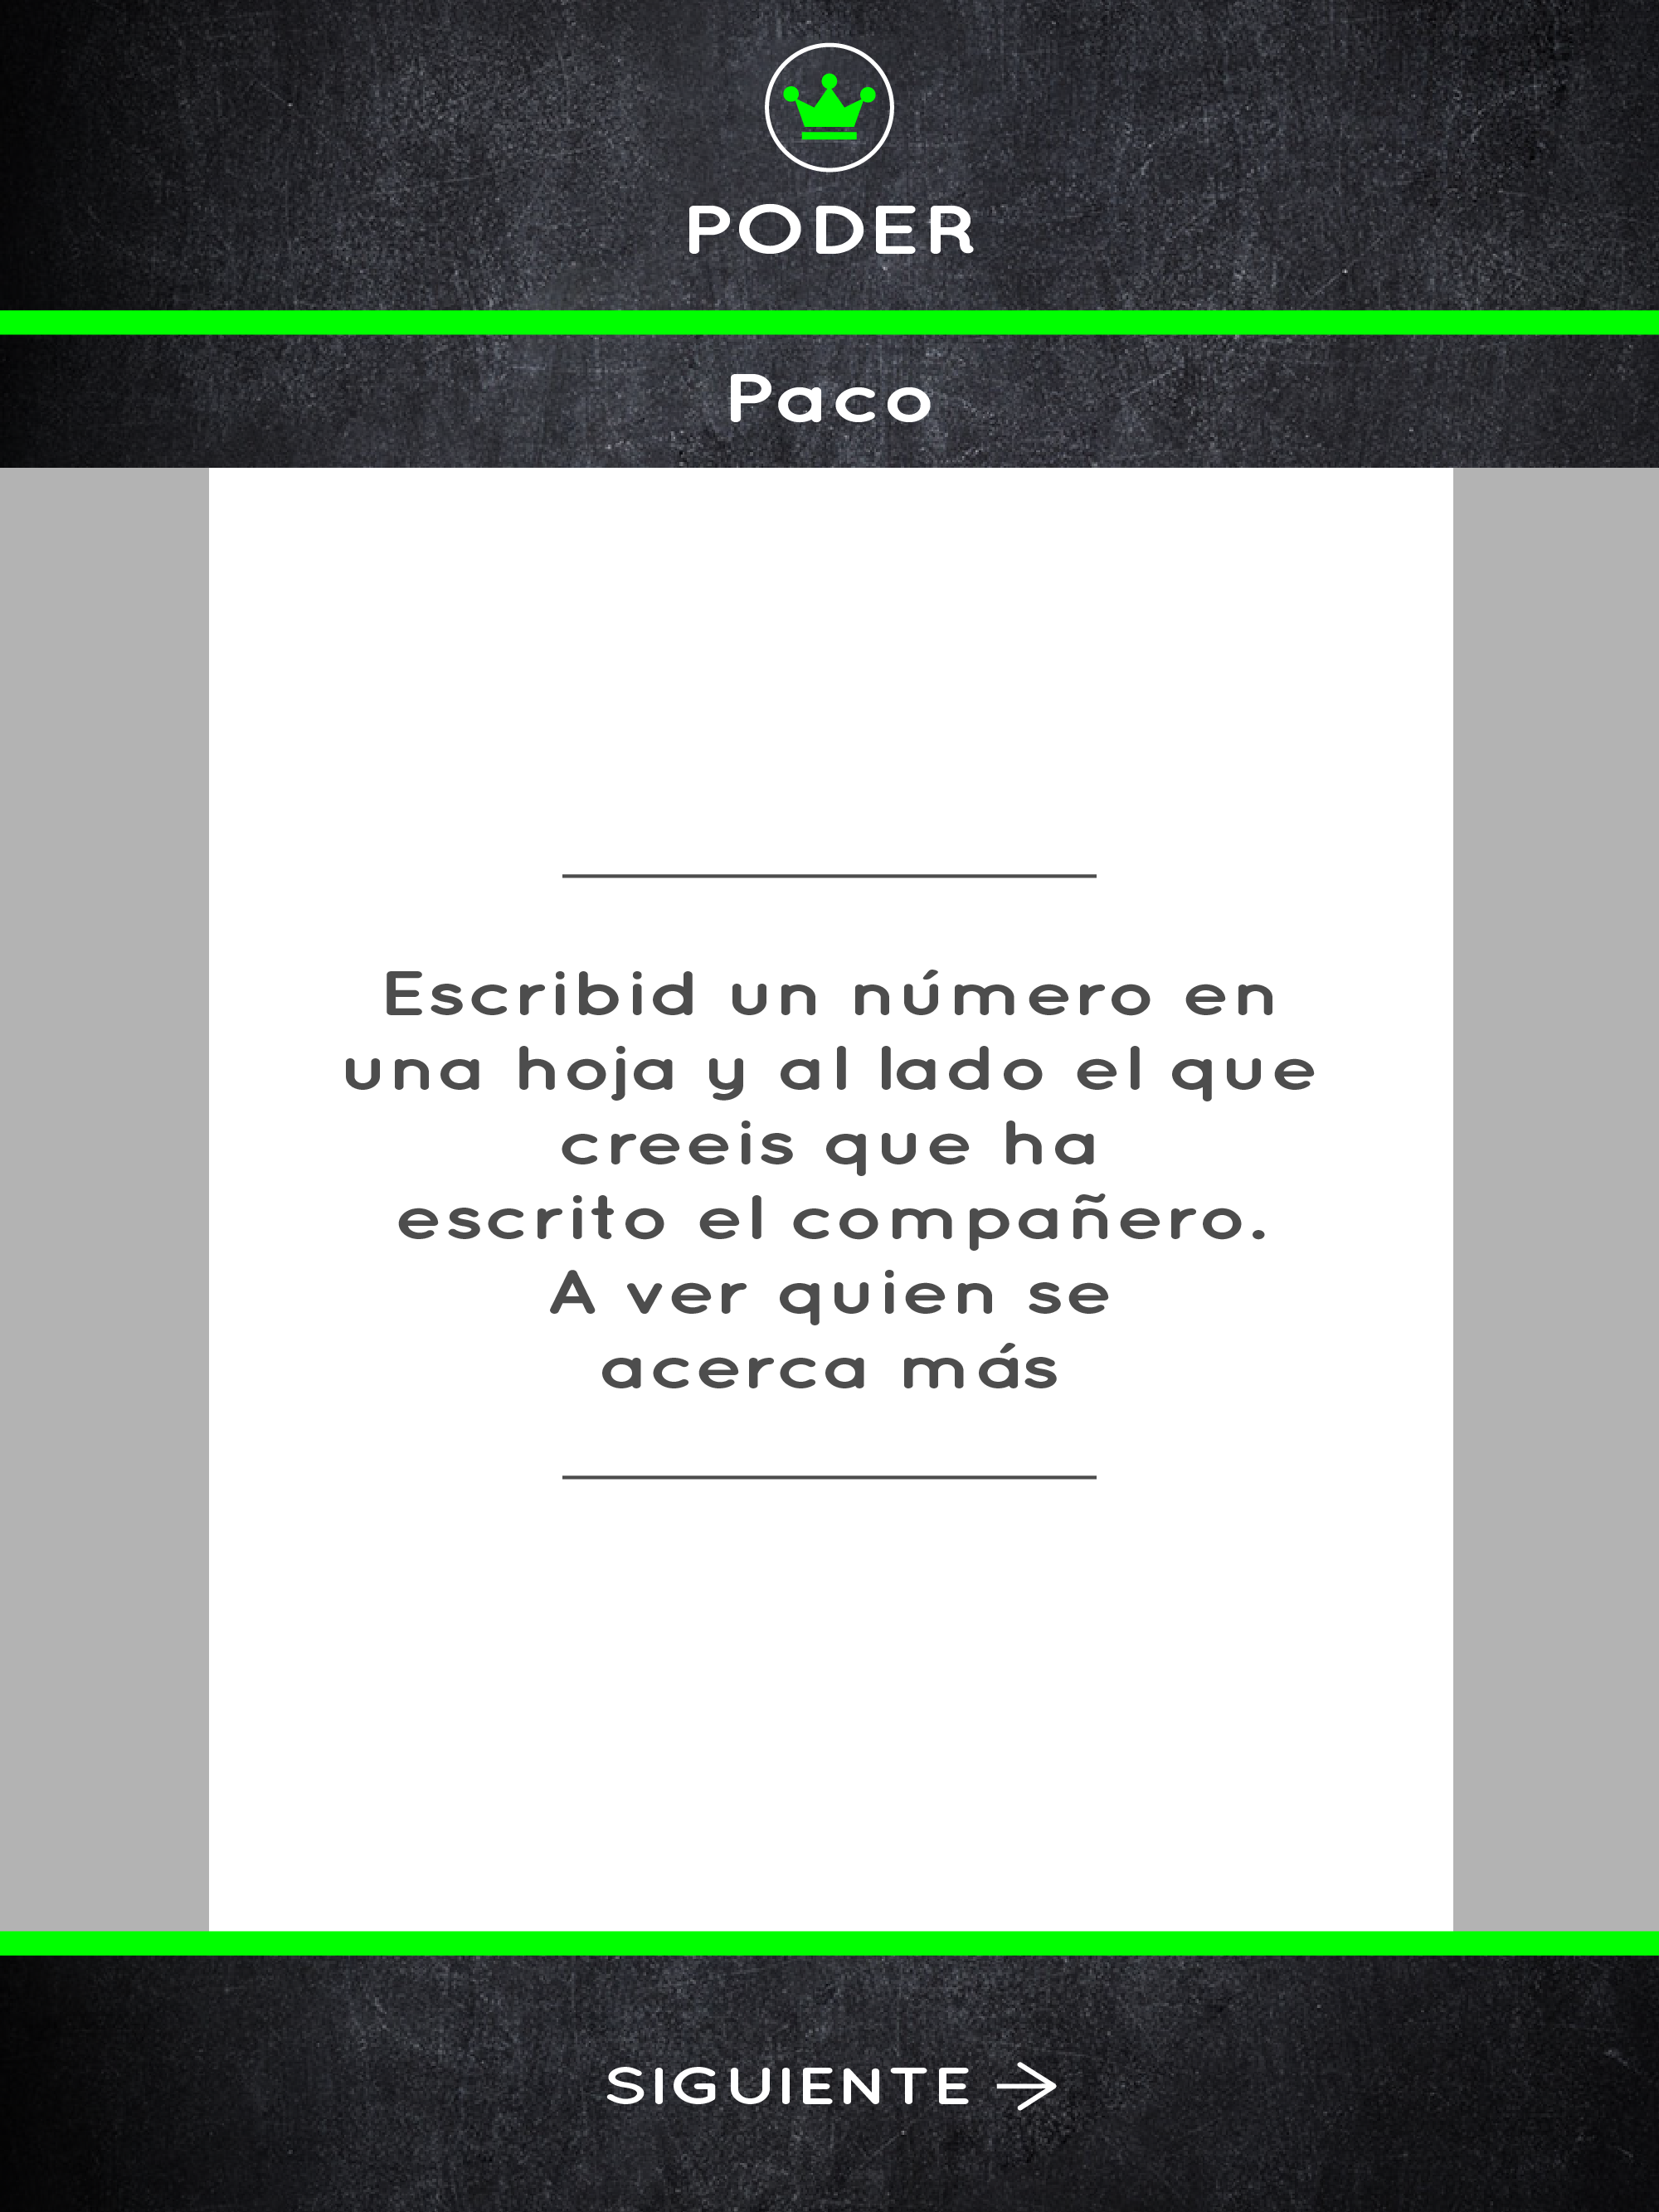 PODER
Paco
Escribid un número en
una hoja y al lado el que
creeis que ha
escrito el compañero.
A ver quien se
acerca más
SIGUIENTE →